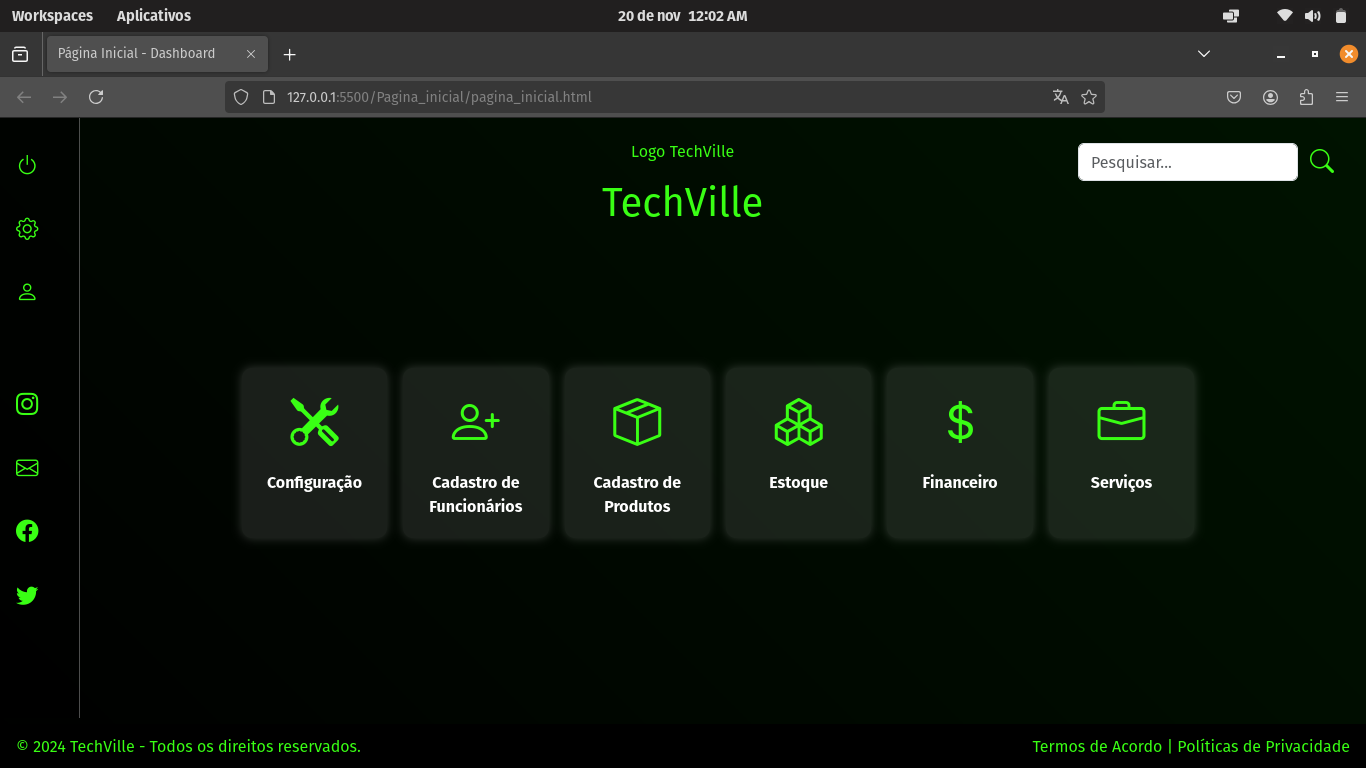 Workspaces Aplicativos 20 de nov 12:02 AM
Página Inicial - Dashboard
127.0.0.1:5500/Pagina_inicial/pagina_inicial.html
Logo TechVille
Pesquisar...
TechVille
Configuração
Cadastro de
Funcionários
Cadastro de
Produtos
Estoque
Financeiro
Serviços
© 2024 TechVille - Todos os direitos reservados.
Termos de Acordo | Políticas de Privacidade